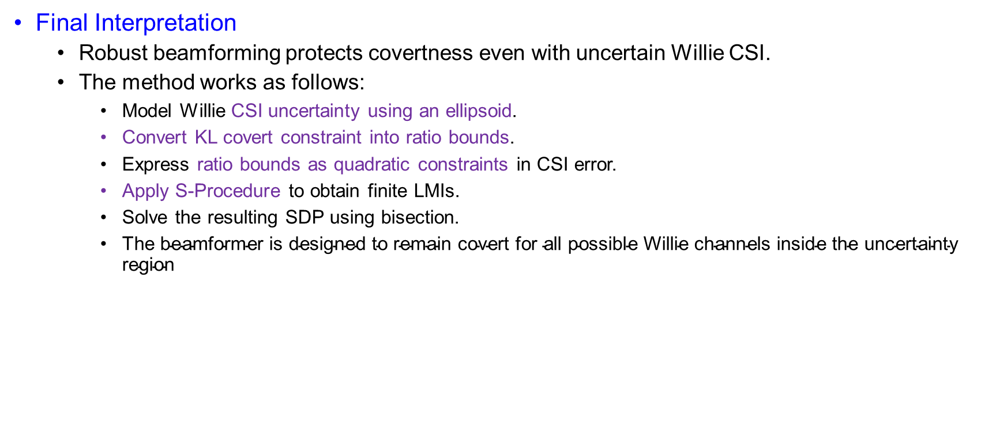 • Final Interpretation
• Robust beamforming protects covertness even with uncertain Willie CSI.
• The method works as follows:
• Model Willie CSI uncertainty using an ellipsoid.
• Convert KL covert constraint into ratio bounds.
• Express ratio bounds as quadratic constraints in CSI error.
• Apply S-Procedure to obtain finite LMIs.
• Solve the resulting SDP using bisection.
• The beamformer is designed to remain covert for all possible Willie channels inside the uncertainty
region